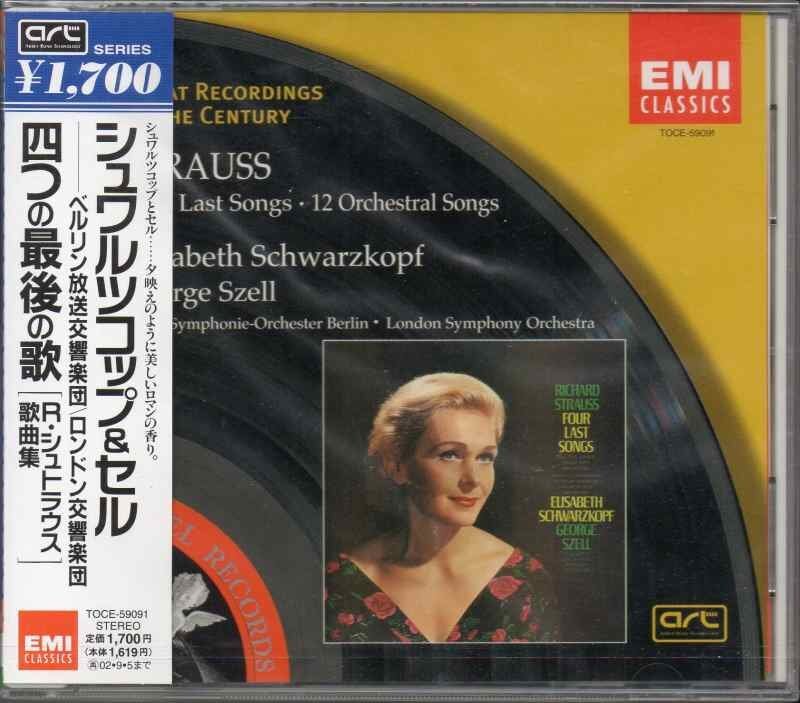 art
SERIES
¥1,700
シュワルツコップとセル……夕映えのように美しいロマンの香り。
シュワルツコップ&セル
――ベルリン放送交響楽団/ロンドン交響楽団
四つの最後の歌
[R・シュトラウス
歌曲集]
EMI
CLASSICS
TOCE-59091
STEREO
定価1,700円
(本体1,619円)
再02・9・5まで
AT RECORDINGS
HE CENTURY
EMI
CLASSICS
TOCE-59091
RAUSS
Last Songs · 12 Orchestral Songs
abeth Schwarzkopf
rge Szell
Symphonie-Orchester Berlin · London Symphony Orchestra
RICHARD
STRAUSS
FOUR
LAST
SONGS
ELISABETH
SCHWARZKOPF
GEORGE
SZELL
EL RECORDS
art